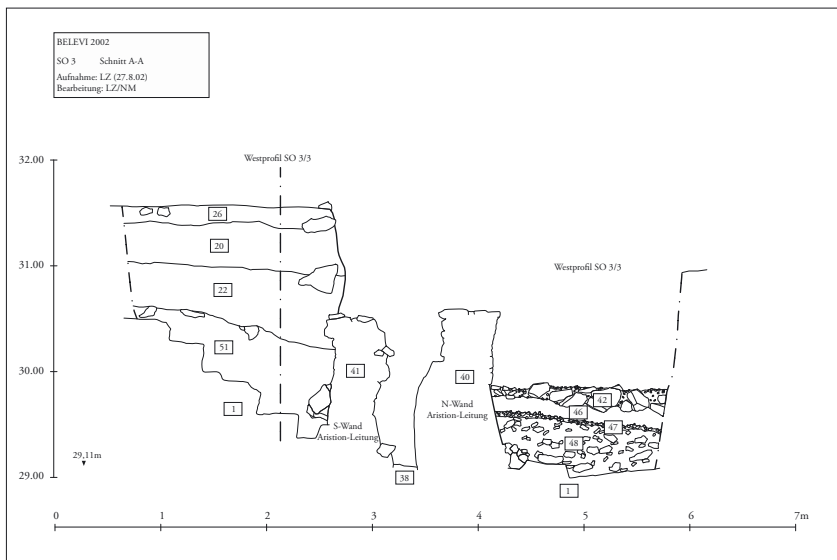 BELEVI 2002
SO 3 Schnitt A-A
Aufnahme: LZ (27.8.02)
Bearbeitung: LZ/NM
Westprofil SO 3/3
32.00
26
20
31.00
Westprofil SO 3/3
22
51
30.00
41
40
42
1
N-Wand
Aristion-Leitung
46
S-Wand
Aristion-Leitung
47
48
29,11m
29.00
38
1
0 1 2 3 4 5 6 7m